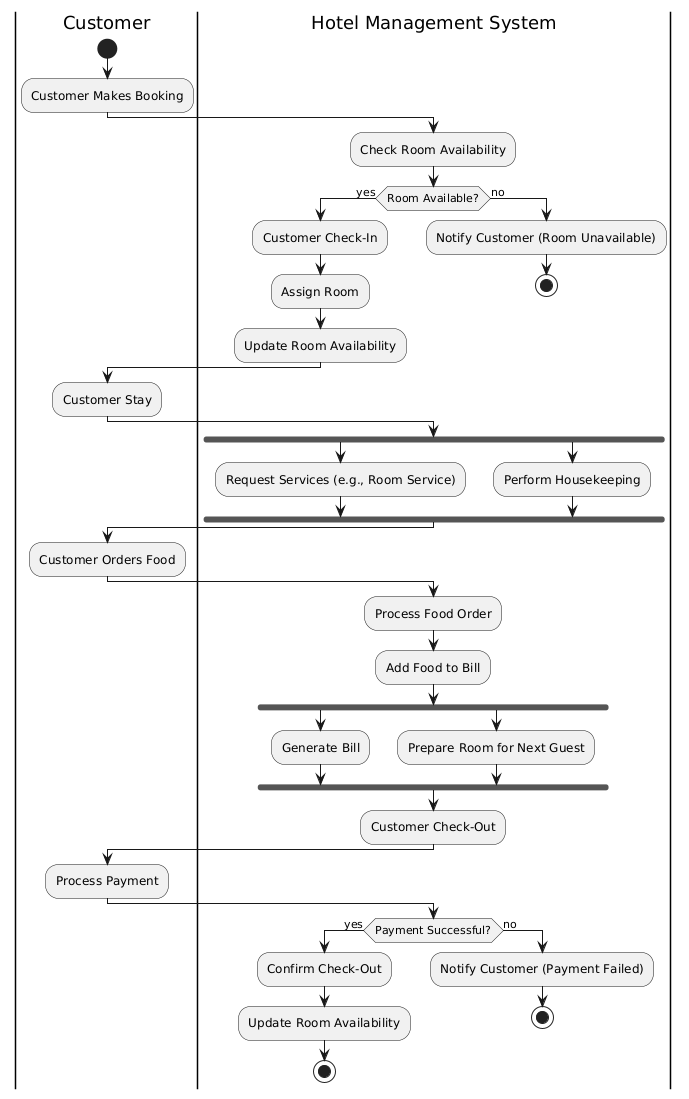 Customer
Hotel Management System
Customer Makes Booking
Check Room Availability
yes
Room Available?
no
Customer Check-In
Notify Customer (Room Unavailable)
Assign Room
Update Room Availability
Customer Stay
Request Services (e.g., Room Service)
Perform Housekeeping
Customer Orders Food
Process Food Order
Add Food to Bill
Generate Bill
Prepare Room for Next Guest
Customer Check-Out
Process Payment
yes
Payment Successful?
no
Confirm Check-Out
Notify Customer (Payment Failed)
Update Room Availability